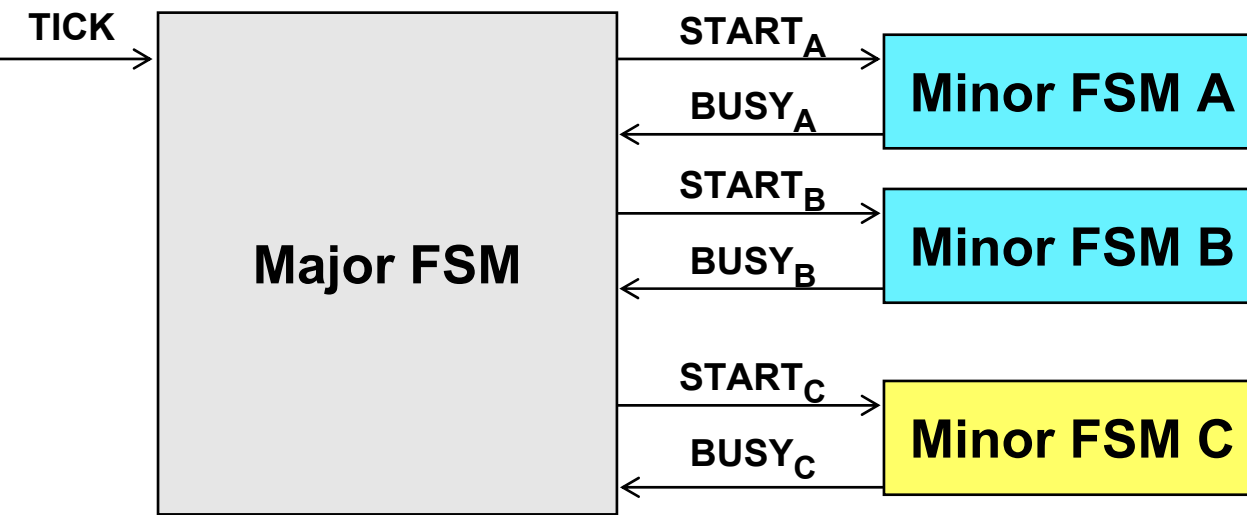 TICK
START_A
Minor FSM A
BUSY_A
START_B
Major FSM
Minor FSM B
BUSY_B
START_C
Minor FSM C
BUSY_C